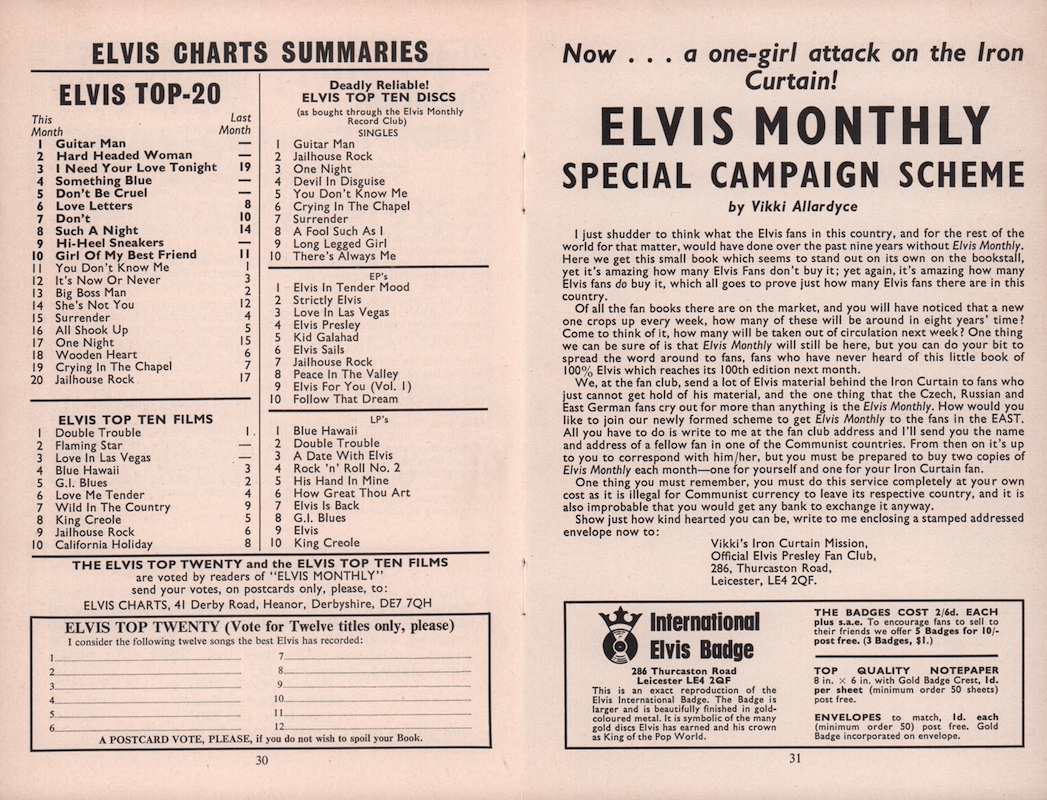 ELVIS CHARTS SUMMARIES
ELVIS TOP-20
This Last
Month Month
1 Guitar Man —
2 Hard Headed Woman —
3 I Need Your Love Tonight 19
4 Something Blue —
5 Don't Be Cruel —
6 Love Letters 8
7 Don't 10
8 Such A Night 14
9 Hi-Heel Sneakers —
10 Girl Of My Best Friend 11
11 You Don't Know Me 1
12 It's Now Or Never 3
13 Big Boss Man 2
14 She's Not You 12
15 Surrender 4
16 All Shook Up 5
17 One Night 15
18 Wooden Heart 6
19 Crying In The Chapel 7
20 Jailhouse Rock 17
ELVIS TOP TEN FILMS
1 Double Trouble 1
2 Flaming Star —
3 Love In Las Vegas —
4 Blue Hawaii 3
5 G.I. Blues 2
6 Love Me Tender 4
7 Wild In The Country 9
8 King Creole 5
9 Jailhouse Rock 6
10 California Holiday 8
Deadly Reliable!
ELVIS TOP TEN DISCS
(as bought through the Elvis Monthly
Record Club)
SINGLES
1 Guitar Man
2 Jailhouse Rock
3 One Night
4 Devil In Disguise
5 You Don't Know Me
6 Crying In The Chapel
7 Surrender
8 A Fool Such As I
9 Long Legged Girl
10 There's Always Me
EP's
1 Elvis In Tender Mood
2 Strictly Elvis
3 Love In Las Vegas
4 Elvis Presley
5 Kid Galahad
6 Elvis Sails
7 Jailhouse Rock
8 Peace In The Valley
9 Elvis For You (Vol. 1)
10 Follow That Dream
LP's
1 Blue Hawaii
2 Double Trouble
3 A Date With Elvis
4 Rock 'n' Roll No. 2
5 His Hand In Mine
6 How Great Thou Art
7 Elvis Is Back
8 G.I. Blues
9 Elvis
10 King Creole
THE ELVIS TOP TWENTY and the ELVIS TOP TEN FILMS
are voted by readers of "ELVIS MONTHLY"
send your votes, on postcards only, please, to:
ELVIS CHARTS, 41 Derby Road, Heanor, Derbyshire, DE7 7QH
ELVIS TOP TWENTY (Vote for Twelve titles only, please)
I consider the following twelve songs the best Elvis has recorded:
1 7
2 8
3 9
4 10
5 11
6 12
A POSTCARD VOTE, PLEASE, if you do not wish to spoil your Book.
30
Now . . . a one-girl attack on the Iron
Curtain!
ELVIS MONTHLY
SPECIAL CAMPAIGN SCHEME
by Vikki Allardyce
I just shudder to think what the Elvis fans in this country, and for the rest of the
world for that matter, would have done over the past nine years without Elvis Monthly.
Here we get this small book which seems to stand out on its own on the bookstall,
yet it's amazing how many Elvis Fans don't buy it; yet again, it's amazing how many
Elvis fans do buy it, which all goes to prove just how many Elvis fans there are in this
country.
Of all the fan books there are on the market, and you will have noticed that a new
one crops up every week, how many of these will be around in eight years' time?
Come to think of it, how many will be taken out of circulation next week? One thing
we can be sure of is that Elvis Monthly will still be here, but you can do your bit to
spread the word around to fans, fans who have never heard of this little book of
100% Elvis which reaches its 100th edition next month.
We, at the fan club, send a lot of Elvis material behind the Iron Curtain to fans who
just cannot get hold of his material, and the one thing that the Czech, Russian and
East German fans cry out for more than anything is the Elvis Monthly. How would you
like to join our newly formed scheme to get Elvis Monthly to the fans in the EAST.
All you have to do is write to me at the fan club address and I'll send you the name
and address of a fellow fan in one of the Communist countries. From then on it's up
to you to correspond with him/her, but you must be prepared to buy two copies of
Elvis Monthly each month—one for yourself and one for your Iron Curtain fan.
One thing you must remember, you must do this service completely at your own
cost as it is illegal for Communist currency to leave its respective country, and it is
also improbable that you would get any bank to exchange it anyway.
Show just how kind hearted you can be, write to me enclosing a stamped addressed
envelope now to:
Vikki's Iron Curtain Mission,
Official Elvis Presley Fan Club,
286, Thurcaston Road,
Leicester, LE4 2QF.
International
Elvis Badge
286 Thurcaston Road
Leicester LE4 2QF
This is an exact reproduction of the
Elvis International Badge. The Badge is
larger and is beautifully finished in gold-
coloured metal. It is symbolic of the many
gold discs Elvis has earned and his crown
as King of the Pop World.
THE BADGES COST 2/6d. EACH
plus s.a.e. To encourage fans to sell to
their friends we offer 5 Badges for 10/-
post free. (3 Badges, $1.)
TOP QUALITY NOTEPAPER
8 in. × 6 in. with Gold Badge Crest, 1d.
per sheet (minimum order 50 sheets)
post free.
ENVELOPES to match, 1d. each
(minimum order 50) post free. Gold
Badge incorporated on envelope.
31